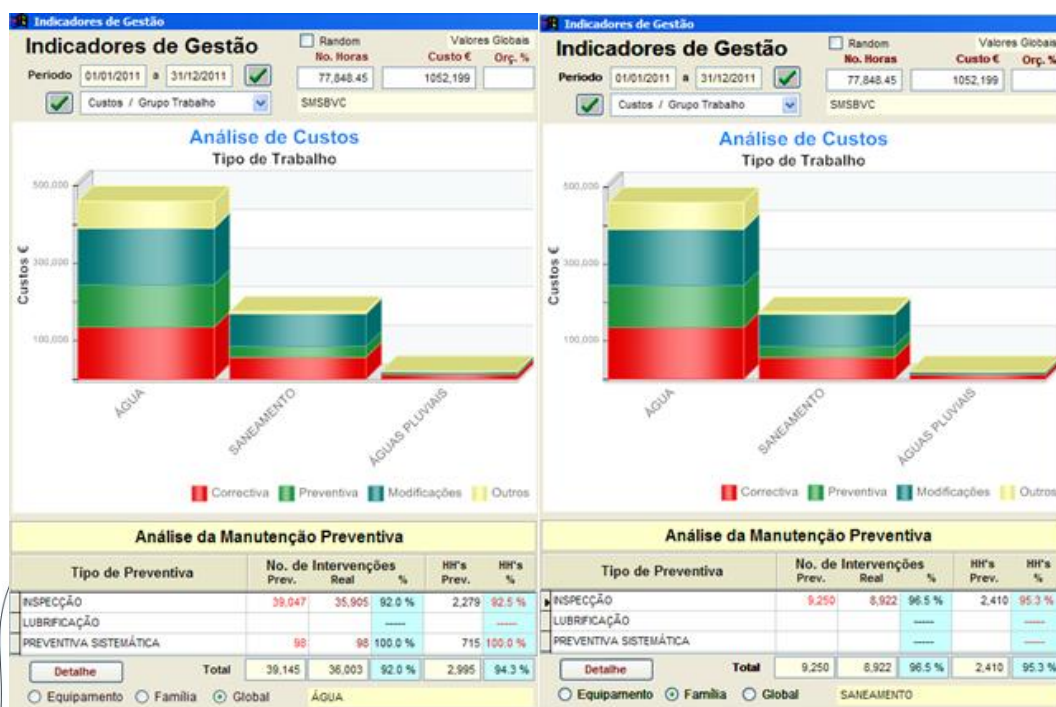 Indicadores de Gestão
Indicadores de Gestão
Random
Valores Globais
No. Horas
Custo €
Orç. %
Periodo 01/01/2011 a 31/12/2011
77,848.45
1052,199
Custos / Grupo Trabalho
SMSBVC
Análise de Custos
Tipo de Trabalho
Custos €
500,000
300,000
100,000
ÁGUA
SANEAMENTO
ÁGUAS PLUVIAIS
Correctiva Preventiva Modificações Outros
Análise da Manutenção Preventiva
Tipo de Preventiva
No. de Intervenções
HH's
HH's
Prev. Real % Prev. %
INSPECÇÃO 39,047 35,905 92.0 % 2,279 92.5 %
LUBRIFICAÇÃO ----- -----
PREVENTIVA SISTEMÁTICA 98 98 100.0 % 715 100.0 %
Detalhe Total 39,145 36,003 92.0 % 2,995 94.3 %
Equipamento Família Global ÁGUA
Indicadores de Gestão
Indicadores de Gestão
Random
Valores Globais
No. Horas
Custo €
Orç. %
Periodo 01/01/2011 a 31/12/2011
77,848.45
1052,199
Custos / Grupo Trabalho
SMSBVC
Análise de Custos
Tipo de Trabalho
Custos €
500,000
300,000
100,000
ÁGUA
SANEAMENTO
ÁGUAS PLUVIAIS
Correctiva Preventiva Modificações Outros
Análise da Manutenção Preventiva
Tipo de Preventiva
No. de Intervenções
HH's
HH's
Prev. Real % Prev. %
INSPECÇÃO 9,250 8,922 96.5 % 2,410 95.3 %
LUBRIFICAÇÃO ----- -----
PREVENTIVA SISTEMÁTICA ----- -----
Detalhe Total 9,250 8,922 96.5 % 2,410 95.3 %
Equipamento Família Global SANEAMENTO